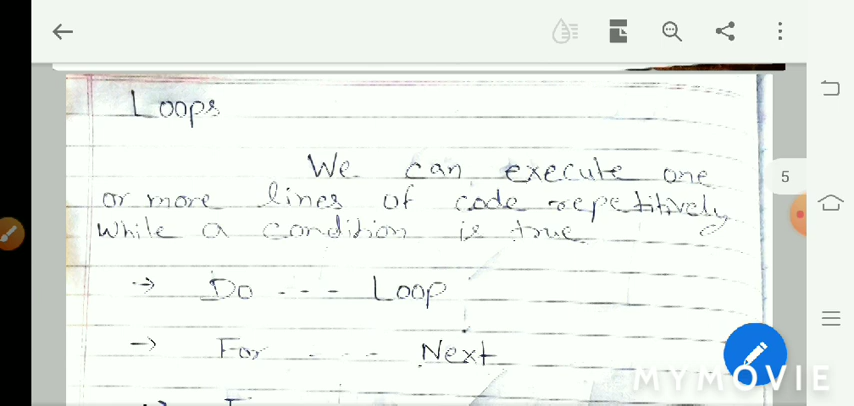 Loops
We can execute one
or more lines of code repetitively
while a condition is true
→ Do --- Loop
→ For --- Next
5
MYMOVIE